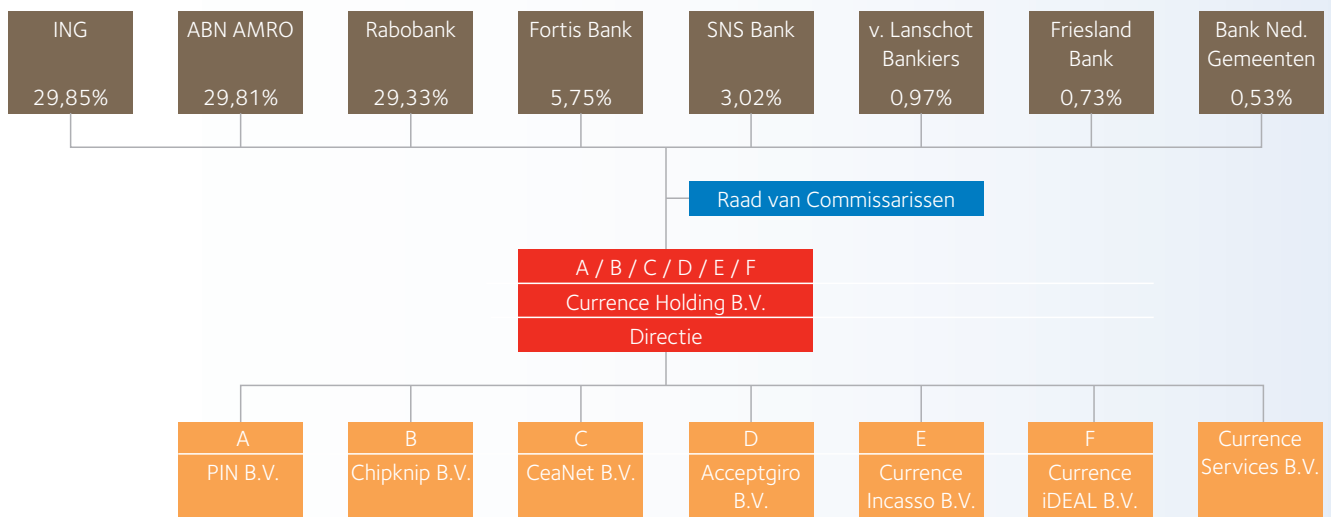 ING
29,85%
ABN AMRO
29,81%
Rabobank
29,33%
Fortis Bank
5,75%
SNS Bank
3,02%
v. Lanschot
Bankiers
0,97%
Friesland
Bank
0,73%
Bank Ned.
Gemeenten
0,53%
Raad van Commissarissen
A / B / C / D / E / F
Currence Holding B.V.
Directie
A
PIN B.V.
B
Chipknip B.V.
C
CeaNet B.V.
D
Acceptgiro
B.V.
E
Currence
Incasso B.V.
F
Currence
iDEAL B.V.
Currence
Services B.V.